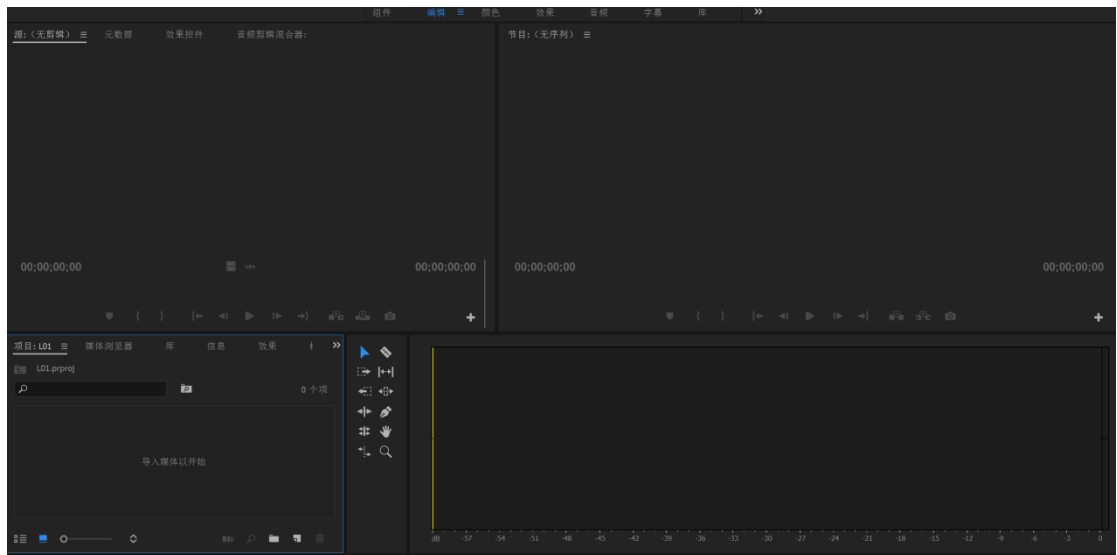 组件 编辑 颜色 效果 音频 字幕 库 »
源:（无剪辑） 元数据 效果控件 音频剪辑混合器:
节目:（无序列）
00;00;00;00 00;00;00;00
00;00;00;00 00;00;00;00
项目: L01 媒体浏览器 库 信息 效果 »
L01.prproj
0 个项
导入媒体以开始
dB -57 -54 -51 -48 -45 -42 -39 -36 -33 -30 -27 -24 -21 -18 -15 -12 -9 -6 -3 0